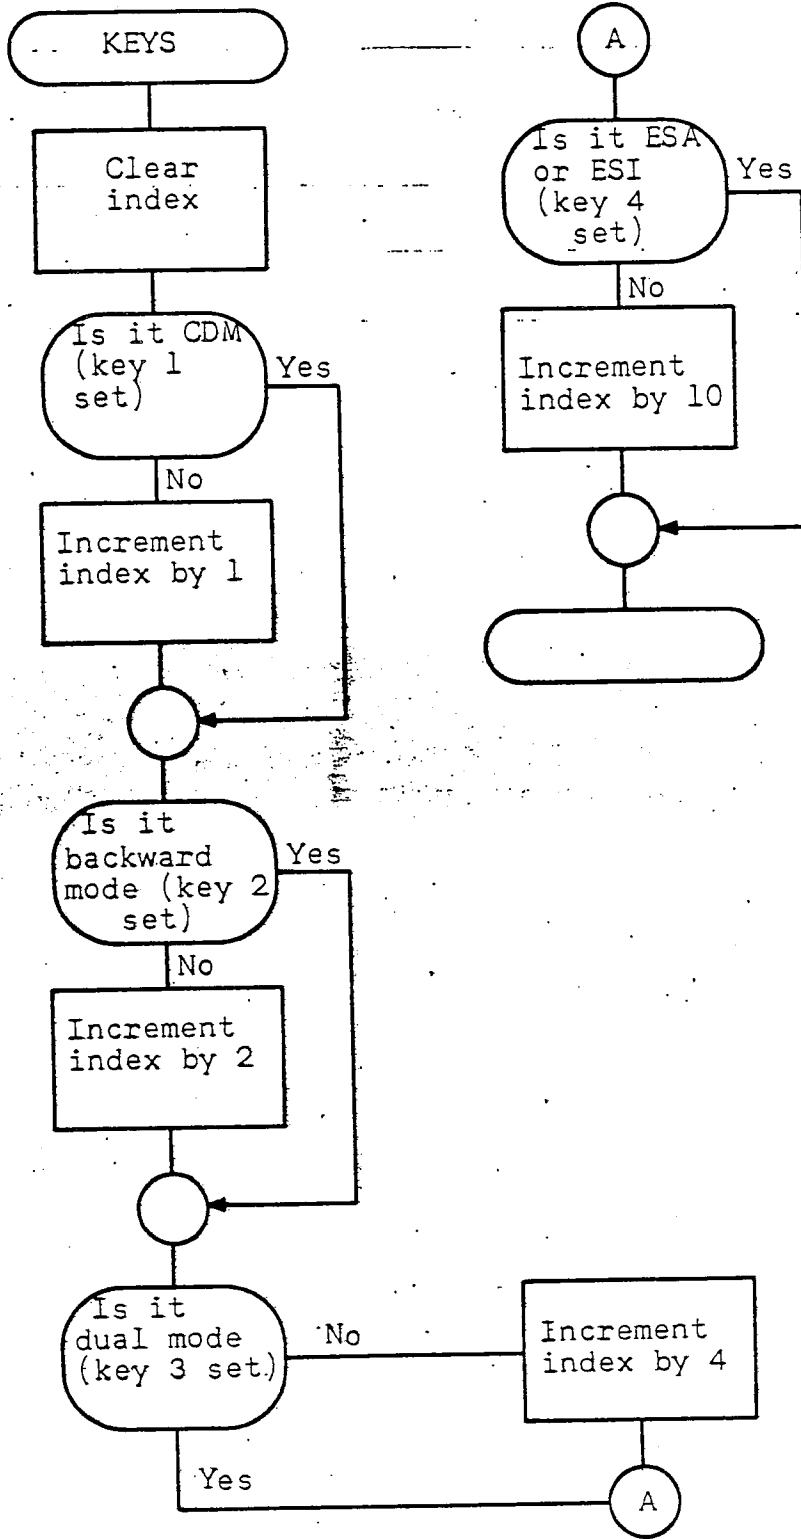 KEYS
Clear
index
Is it CDM
(key 1
set)
Yes
No
Increment
index by 1
Is it
backward
mode (key 2
set)
Yes
No
Increment
index by 2
Is it
dual mode
(key 3 set)
No
Yes
Increment
index by 4
A
A
Is it ESA
or ESI
(key 4
set)
Yes
No
Increment
index by 10